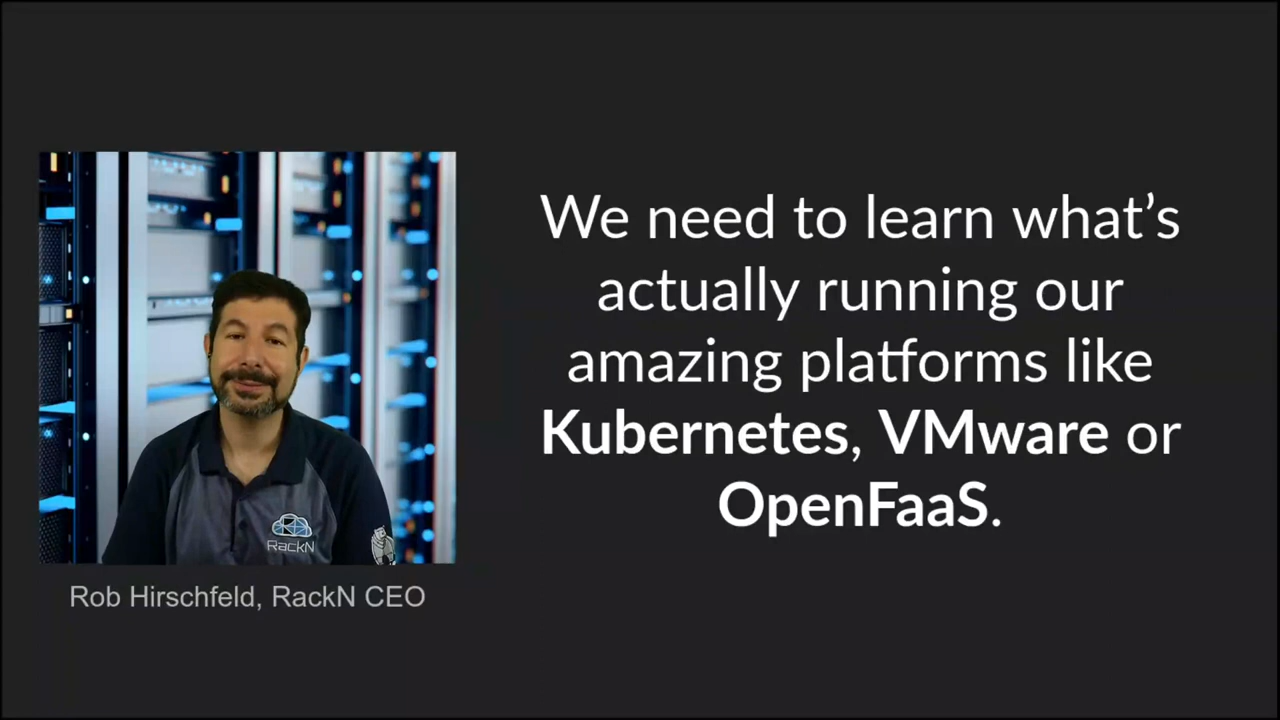 We need to learn what’s
actually running our
amazing platforms like
Kubernetes, VMware or
OpenFaaS.
RackN
Rob Hirschfeld, RackN CEO